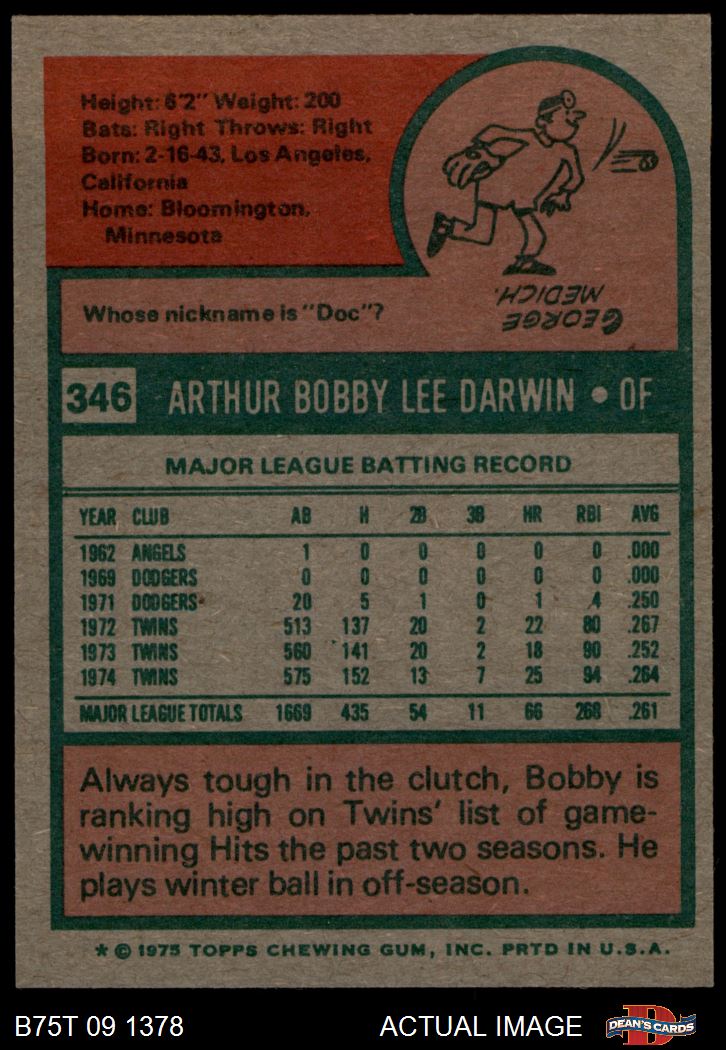 Height: 6'2" Weight: 200
Bats: Right Throws: Right
Born: 2-16-43, Los Angeles,
California
Home: Bloomington,
Minnesota
Whose nickname is "Doc"?
GEORGE
MEDICH.
346 ARTHUR BOBBY LEE DARWIN • OF
MAJOR LEAGUE BATTING RECORD
YEAR CLUB AB H 2B 3B HR RBI AVG
1962 ANGELS 1 0 0 0 0 0 .000
1969 DODGERS 0 0 0 0 0 0 .000
1971 DODGERS 20 5 1 0 1 4 .250
1972 TWINS 513 137 20 2 22 80 .267
1973 TWINS 560 141 20 2 18 90 .252
1974 TWINS 575 152 13 7 25 94 .264
MAJOR LEAGUE TOTALS 1669 435 54 11 66 268 .261
Always tough in the clutch, Bobby is
ranking high on Twins' list of game-
winning Hits the past two seasons. He
plays winter ball in off-season.
* © 1975 TOPPS CHEWING GUM, INC. PRTD IN U.S.A.
B75T 09 1378 ACTUAL IMAGE DEAN'S CARDS